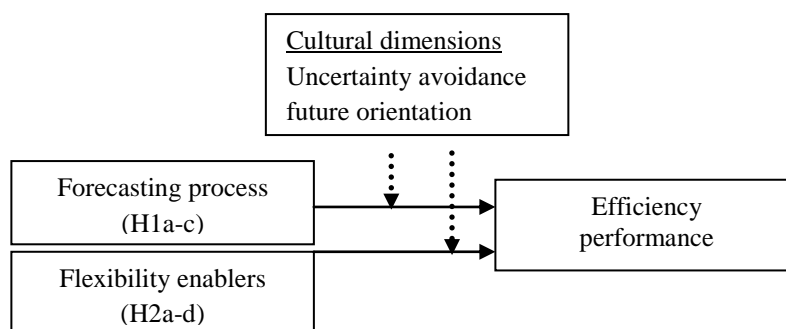 Cultural dimensions
Uncertainty avoidance
future orientation
Forecasting process
(H1a-c)
Efficiency
performance
Flexibility enablers
(H2a-d)